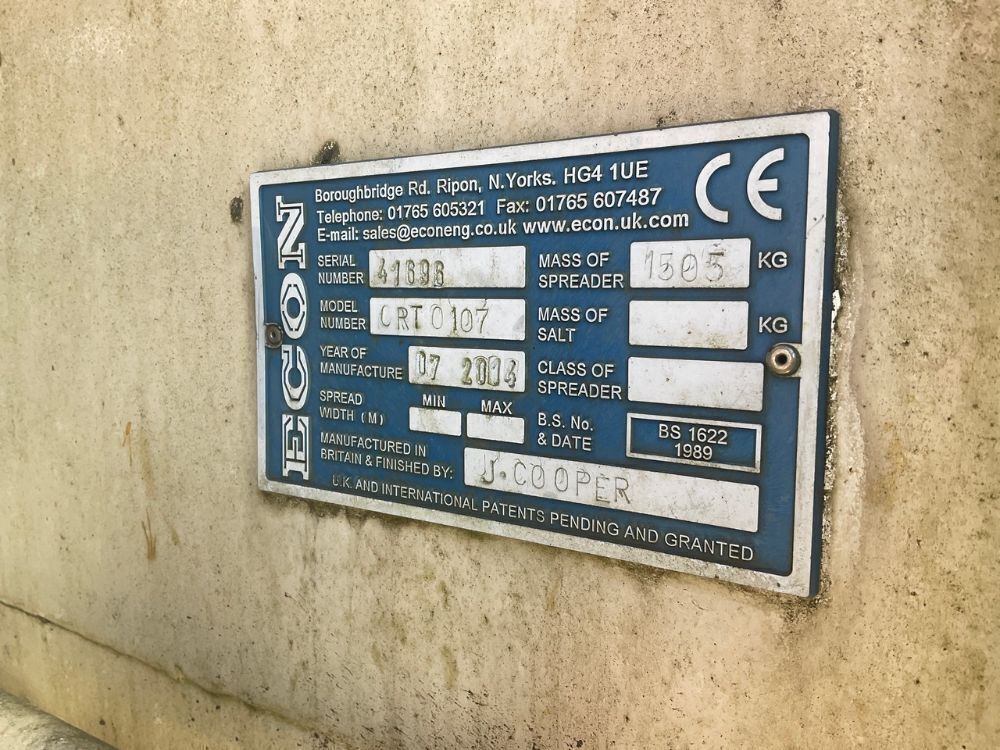 ECON
Boroughbridge Rd. Ripon, N.Yorks. HG4 1UE
Telephone: 01765 605321 Fax: 01765 607487
E-mail: sales@econeng.co.uk www.econ.uk.com
CE
SERIAL
NUMBER 41696
MODEL
NUMBER CRT0107
YEAR OF
MANUFACTURE 07 2004
SPREAD
WIDTH (M)
MIN MAX
MASS OF
SPREADER 1505 KG
MASS OF
SALT KG
CLASS OF
SPREADER
B.S. No.
& DATE
BS 1622
1989
MANUFACTURED IN
BRITAIN & FINISHED BY: J.COOPER
U.K. AND INTERNATIONAL PATENTS PENDING AND GRANTED